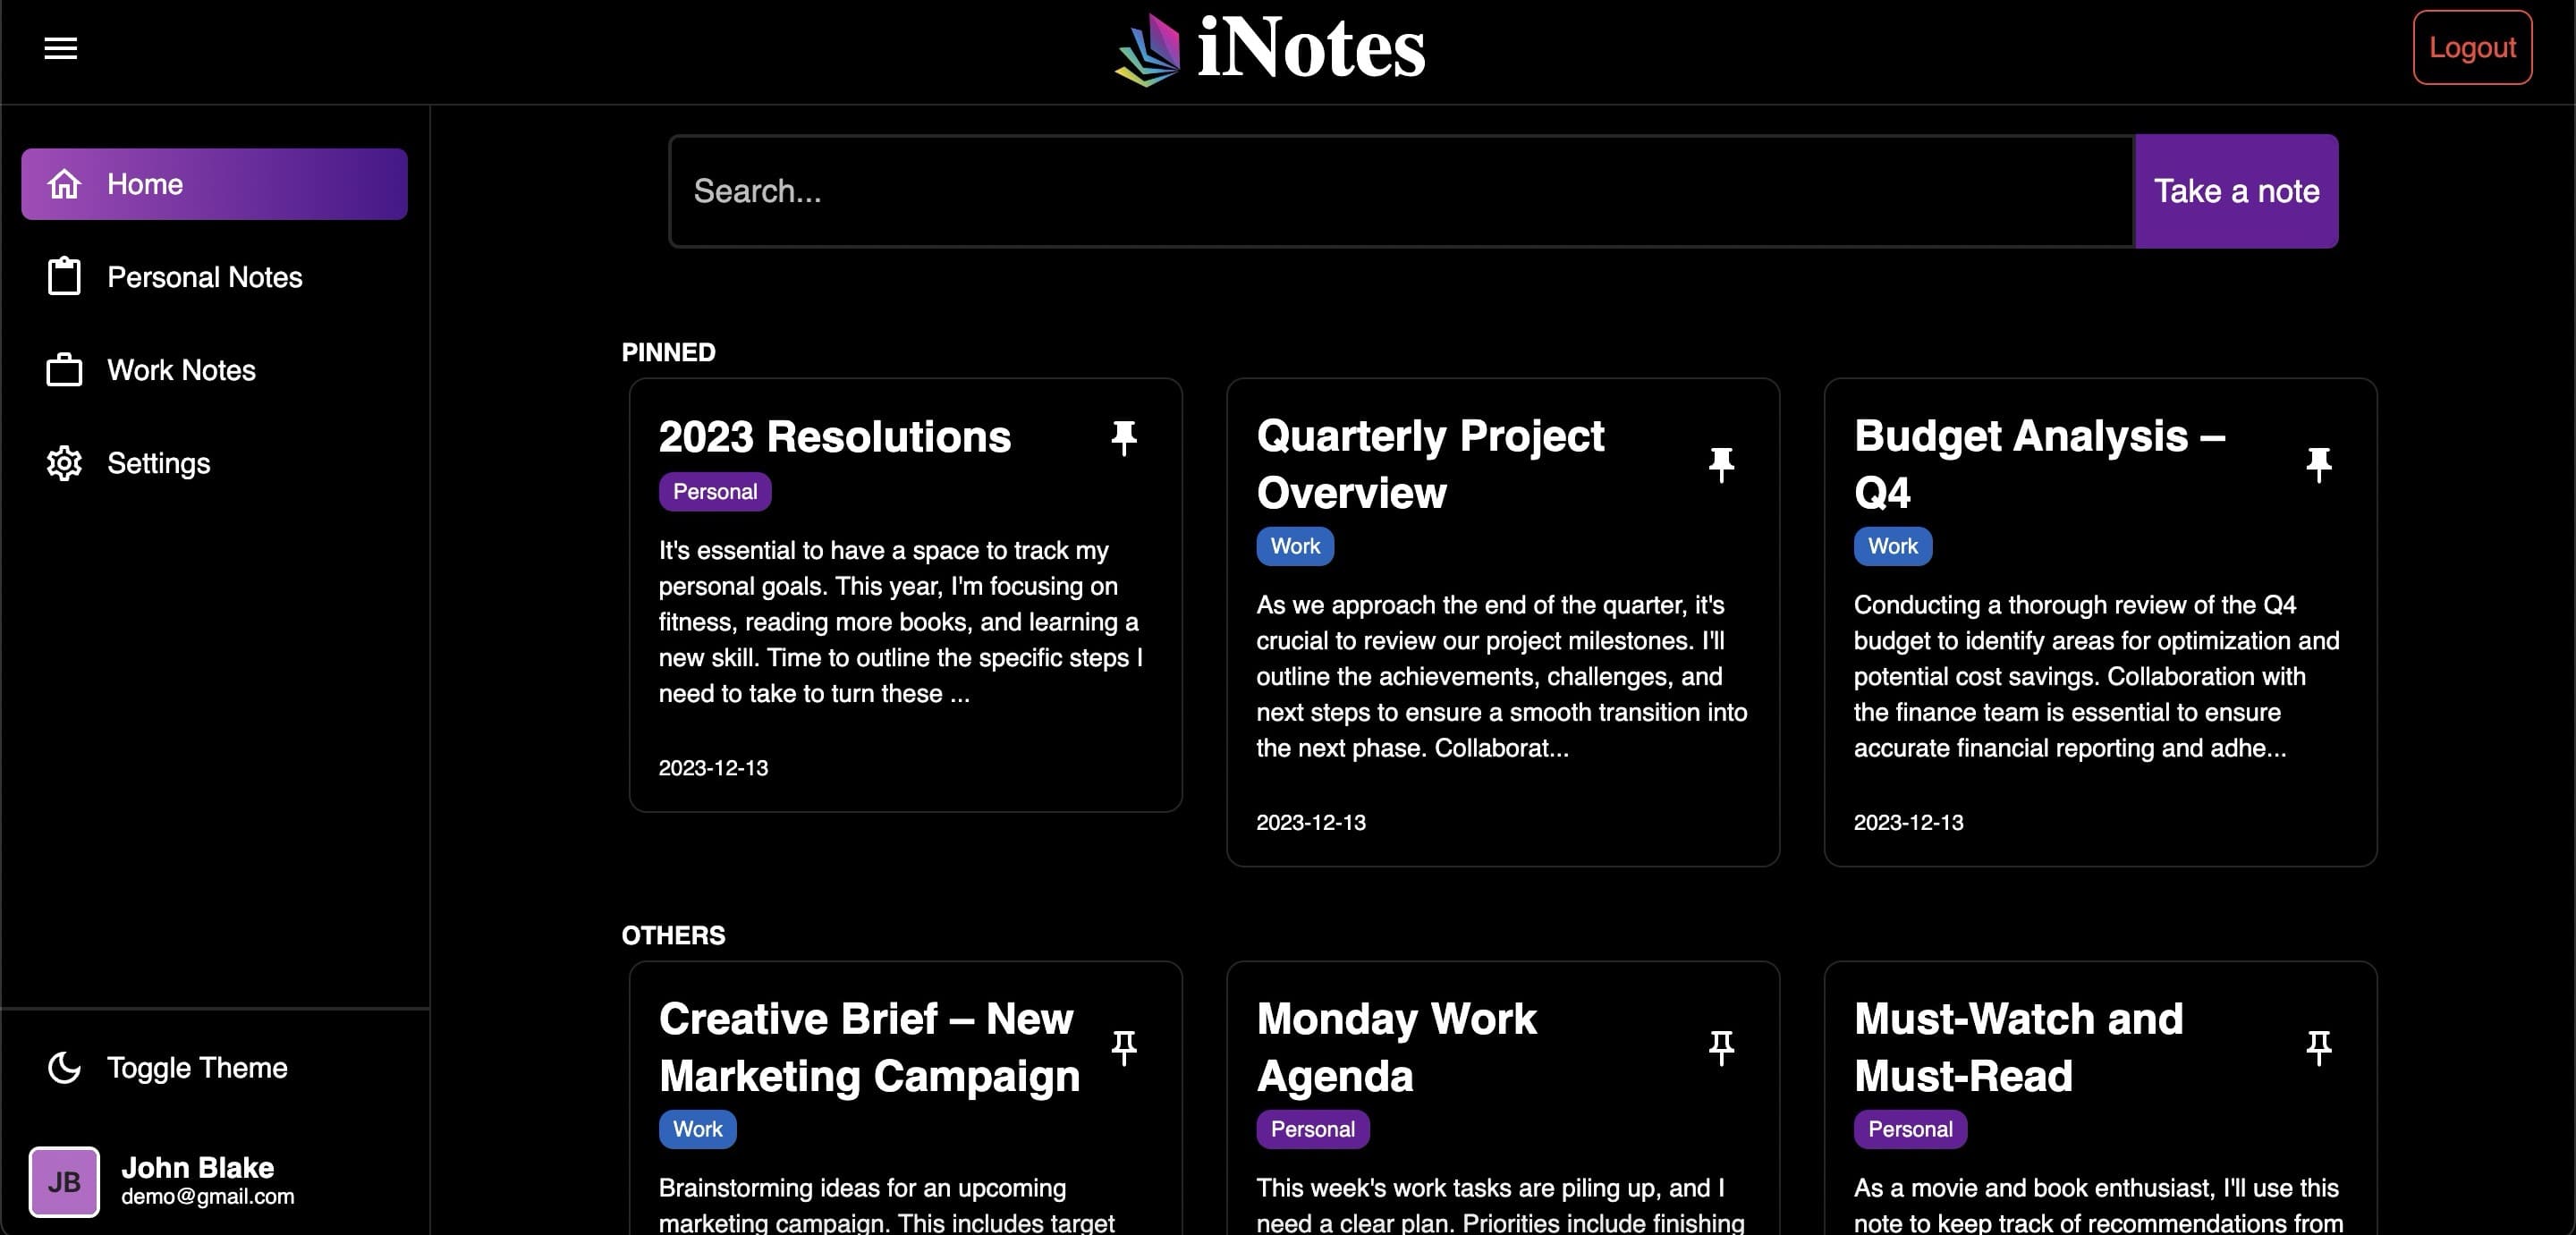 iNotes
Logout
Home
Personal Notes
Work Notes
Settings
Toggle Theme
JB
John Blake
demo@gmail.com
Search...
Take a note
PINNED
2023 Resolutions
Personal
It's essential to have a space to track my
personal goals. This year, I'm focusing on
fitness, reading more books, and learning a
new skill. Time to outline the specific steps I
need to take to turn these ...
2023-12-13
Quarterly Project
Overview
Work
As we approach the end of the quarter, it's
crucial to review our project milestones. I'll
outline the achievements, challenges, and
next steps to ensure a smooth transition into
the next phase. Collaborat...
2023-12-13
Budget Analysis –
Q4
Work
Conducting a thorough review of the Q4
budget to identify areas for optimization and
potential cost savings. Collaboration with
the finance team is essential to ensure
accurate financial reporting and adhe...
2023-12-13
OTHERS
Creative Brief – New
Marketing Campaign
Work
Brainstorming ideas for an upcoming
marketing campaign. This includes target
Monday Work
Agenda
Personal
This week's work tasks are piling up, and I
need a clear plan. Priorities include finishing
Must-Watch and
Must-Read
Personal
As a movie and book enthusiast, I'll use this
note to keep track of recommendations from